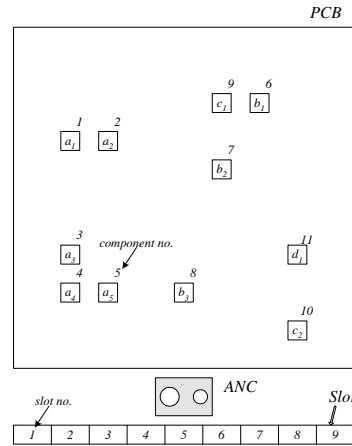 PCB
9 6
c1 b1
1 2
a1 a2
7
b2
3
a3
component no.
11
d1
4 5 8
a4 a5 b3
10
c2
ANC
slot no.
Slot
1 2 3 4 5 6 7 8 9